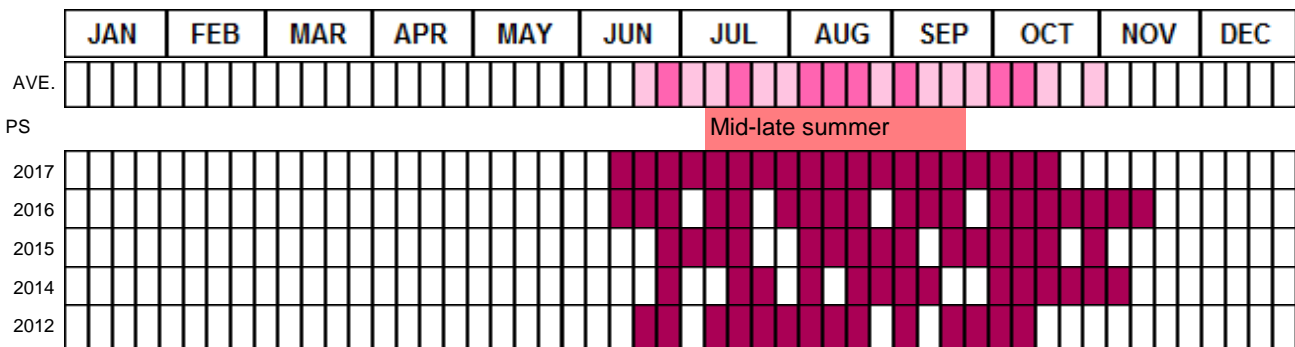 JAN FEB MAR APR MAY JUN JUL AUG SEP OCT NOV DEC
AVE.
PS Mid-late summer
2017
2016
2015
2014
2012